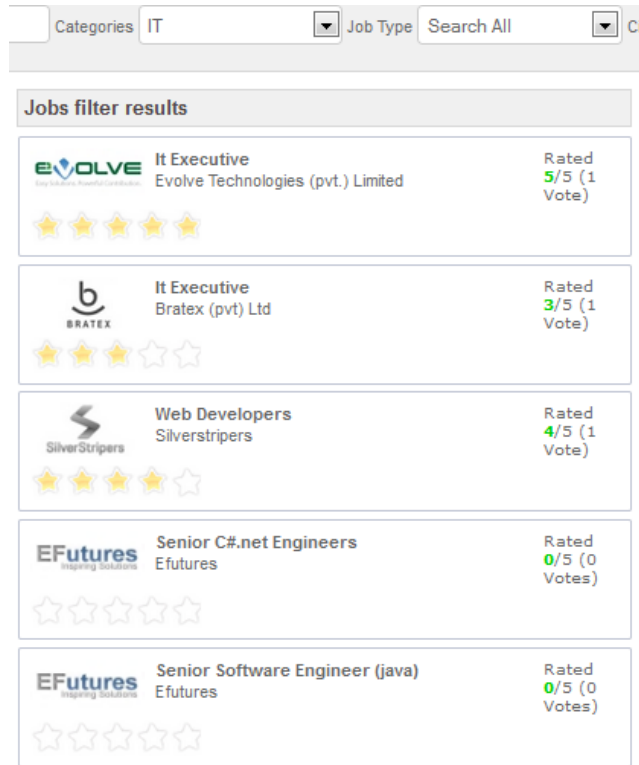 Categories IT Job Type Search All C
Jobs filter results
eVOLVE
It Executive
Evolve Technologies (pvt.) Limited
Rated
5/5 (1
Vote)
b
BRATEX
It Executive
Bratex (pvt) Ltd
Rated
3/5 (1
Vote)
SilverStripers
Web Developers
Silverstripers
Rated
4/5 (1
Vote)
EFutures
Inspiring Solutions
Senior C#.net Engineers
Efutures
Rated
0/5 (0
Votes)
EFutures
Inspiring Solutions
Senior Software Engineer (java)
Efutures
Rated
0/5 (0
Votes)